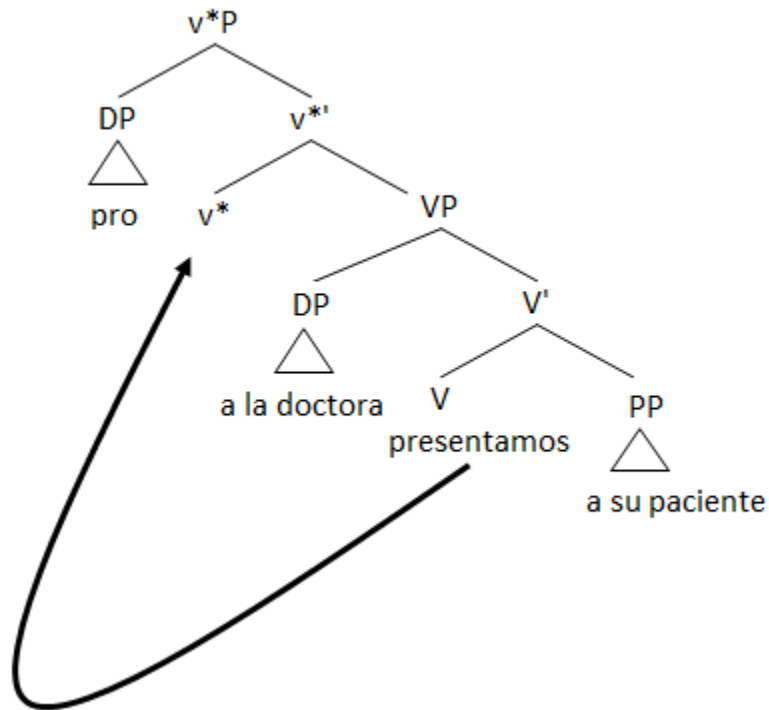 v*P
DP v*'
pro v* VP
DP V'
a la doctora V PP
presentamos
a su paciente